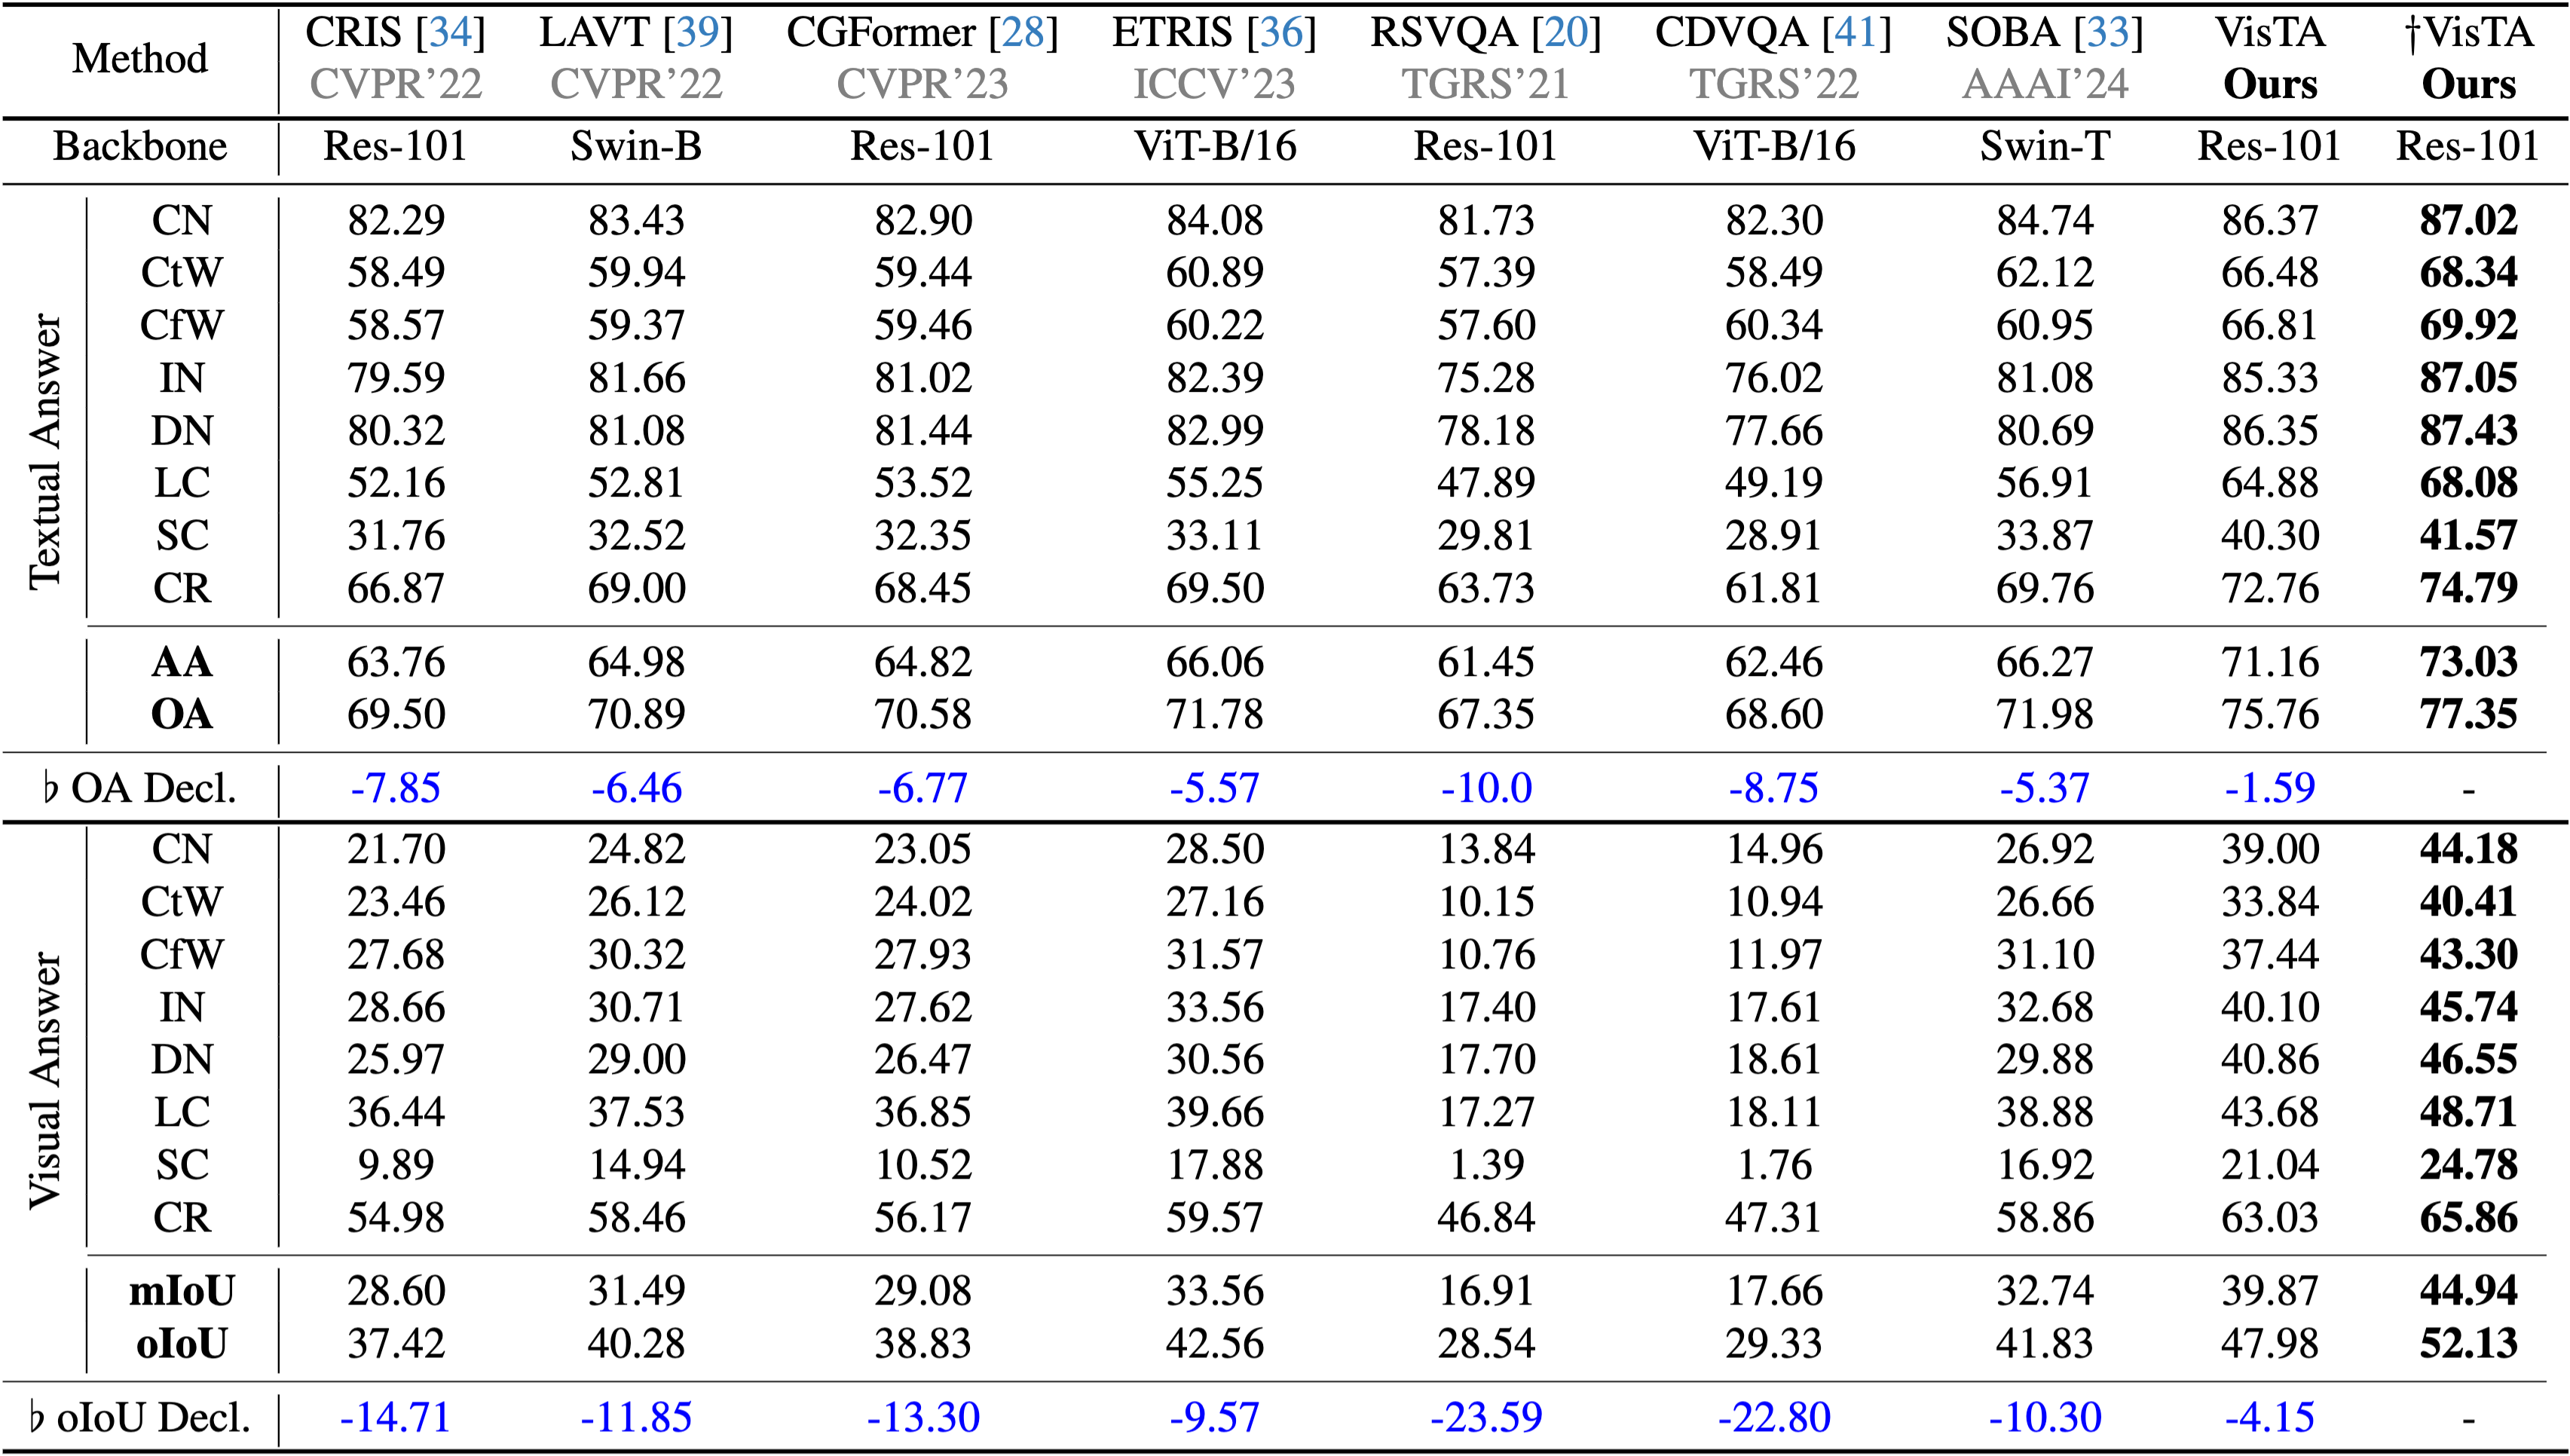 Method CRIS [34] LAVT [39] CGFormer [28] ETRIS [36] RSVQA [20] CDVQA [41] SOBA [33] VisTA †VisTA
CVPR’22 CVPR’22 CVPR’23 ICCV’23 TGRS’21 TGRS’22 AAAI’24 Ours Ours
Backbone Res-101 Swin-B Res-101 ViT-B/16 Res-101 ViT-B/16 Swin-T Res-101 Res-101
Textual Answer
CN 82.29 83.43 82.90 84.08 81.73 82.30 84.74 86.37 87.02
CtW 58.49 59.94 59.44 60.89 57.39 58.49 62.12 66.48 68.34
CfW 58.57 59.37 59.46 60.22 57.60 60.34 60.95 66.81 69.92
IN 79.59 81.66 81.02 82.39 75.28 76.02 81.08 85.33 87.05
DN 80.32 81.08 81.44 82.99 78.18 77.66 80.69 86.35 87.43
LC 52.16 52.81 53.52 55.25 47.89 49.19 56.91 64.88 68.08
SC 31.76 32.52 32.35 33.11 29.81 28.91 33.87 40.30 41.57
CR 66.87 69.00 68.45 69.50 63.73 61.81 69.76 72.76 74.79
AA 63.76 64.98 64.82 66.06 61.45 62.46 66.27 71.16 73.03
OA 69.50 70.89 70.58 71.78 67.35 68.60 71.98 75.76 77.35
♭ OA Decl. -7.85 -6.46 -6.77 -5.57 -10.0 -8.75 -5.37 -1.59 -
Visual Answer
CN 21.70 24.82 23.05 28.50 13.84 14.96 26.92 39.00 44.18
CtW 23.46 26.12 24.02 27.16 10.15 10.94 26.66 33.84 40.41
CfW 27.68 30.32 27.93 31.57 10.76 11.97 31.10 37.44 43.30
IN 28.66 30.71 27.62 33.56 17.40 17.61 32.68 40.10 45.74
DN 25.97 29.00 26.47 30.56 17.70 18.61 29.88 40.86 46.55
LC 36.44 37.53 36.85 39.66 17.27 18.11 38.88 43.68 48.71
SC 9.89 14.94 10.52 17.88 1.39 1.76 16.92 21.04 24.78
CR 54.98 58.46 56.17 59.57 46.84 47.31 58.86 63.03 65.86
mIoU 28.60 31.49 29.08 33.56 16.91 17.66 32.74 39.87 44.94
oIoU 37.42 40.28 38.83 42.56 28.54 29.33 41.83 47.98 52.13
♭ oIoU Decl. -14.71 -11.85 -13.30 -9.57 -23.59 -22.80 -10.30 -4.15 -